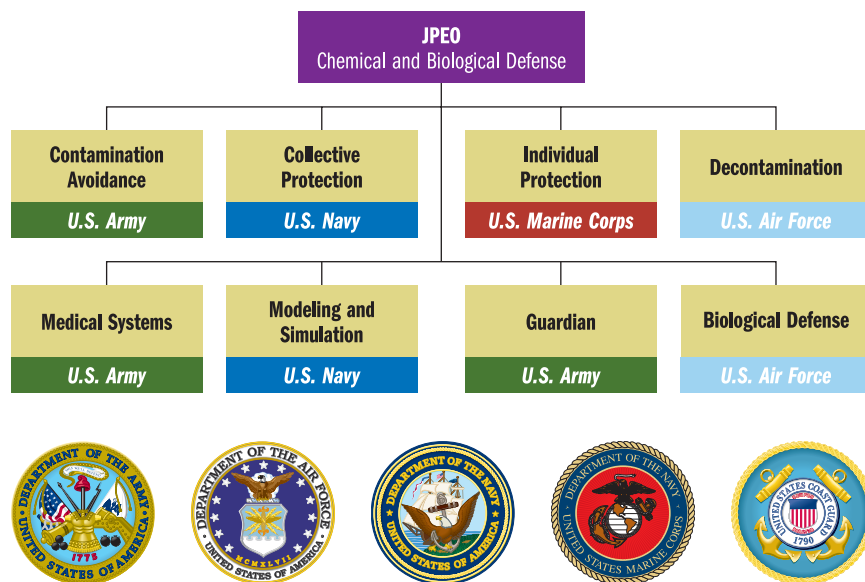 JPEO
Chemical and Biological Defense
Contamination
Avoidance
U.S. Army
Collective
Protection
U.S. Navy
Individual
Protection
U.S. Marine Corps
Decontamination
U.S. Air Force
Medical Systems
U.S. Army
Modeling and
Simulation
U.S. Navy
Guardian
U.S. Army
Biological Defense
U.S. Air Force
DEPARTMENT OF THE ARMY
1775
UNITED STATES OF AMERICA
DEPARTMENT OF THE AIR FORCE
MCMXLVII
UNITED STATES OF AMERICA
DEPARTMENT OF THE NAVY
UNITED STATES OF AMERICA
DEPARTMENT OF THE NAVY
UNITED STATES MARINE CORPS
UNITED STATES COAST GUARD
1790